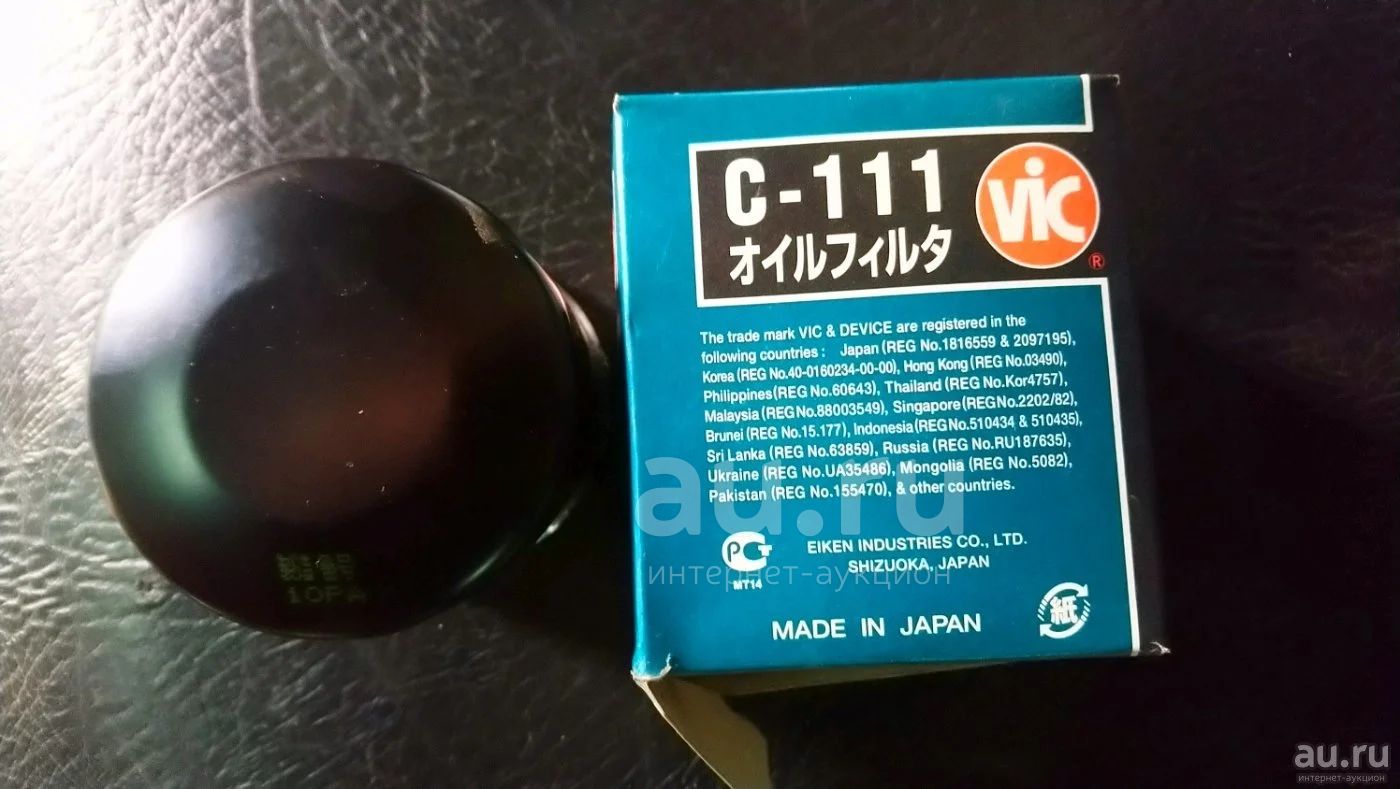 C-111
オイルフィルタ
ViC
®
The trade mark VIC & DEVICE are registered in the
following countries : Japan (REG No.1816559 & 2097195),
Korea (REG No.40-0160234-00-00), Hong Kong (REG No.03490),
Philippines (REG No.60643), Thailand (REG No.Kor4757),
Malaysia (REG No.88003549), Singapore (REG No.2202/82),
Brunei (REG No.15.177), Indonesia (REG No.510434 & 510435),
Sri Lanka (REG No.63859), Russia (REG No.RU187635),
Ukraine (REG No.UA35486), Mongolia (REG No.5082),
Pakistan (REG No.155470), & other countries.
РСТ
МТ14
EIKEN INDUSTRIES CO., LTD.
SHIZUOKA, JAPAN
MADE IN JAPAN
紙
10PA
au.ru
интернет-аукцион
au.ru
интернет-аукцион